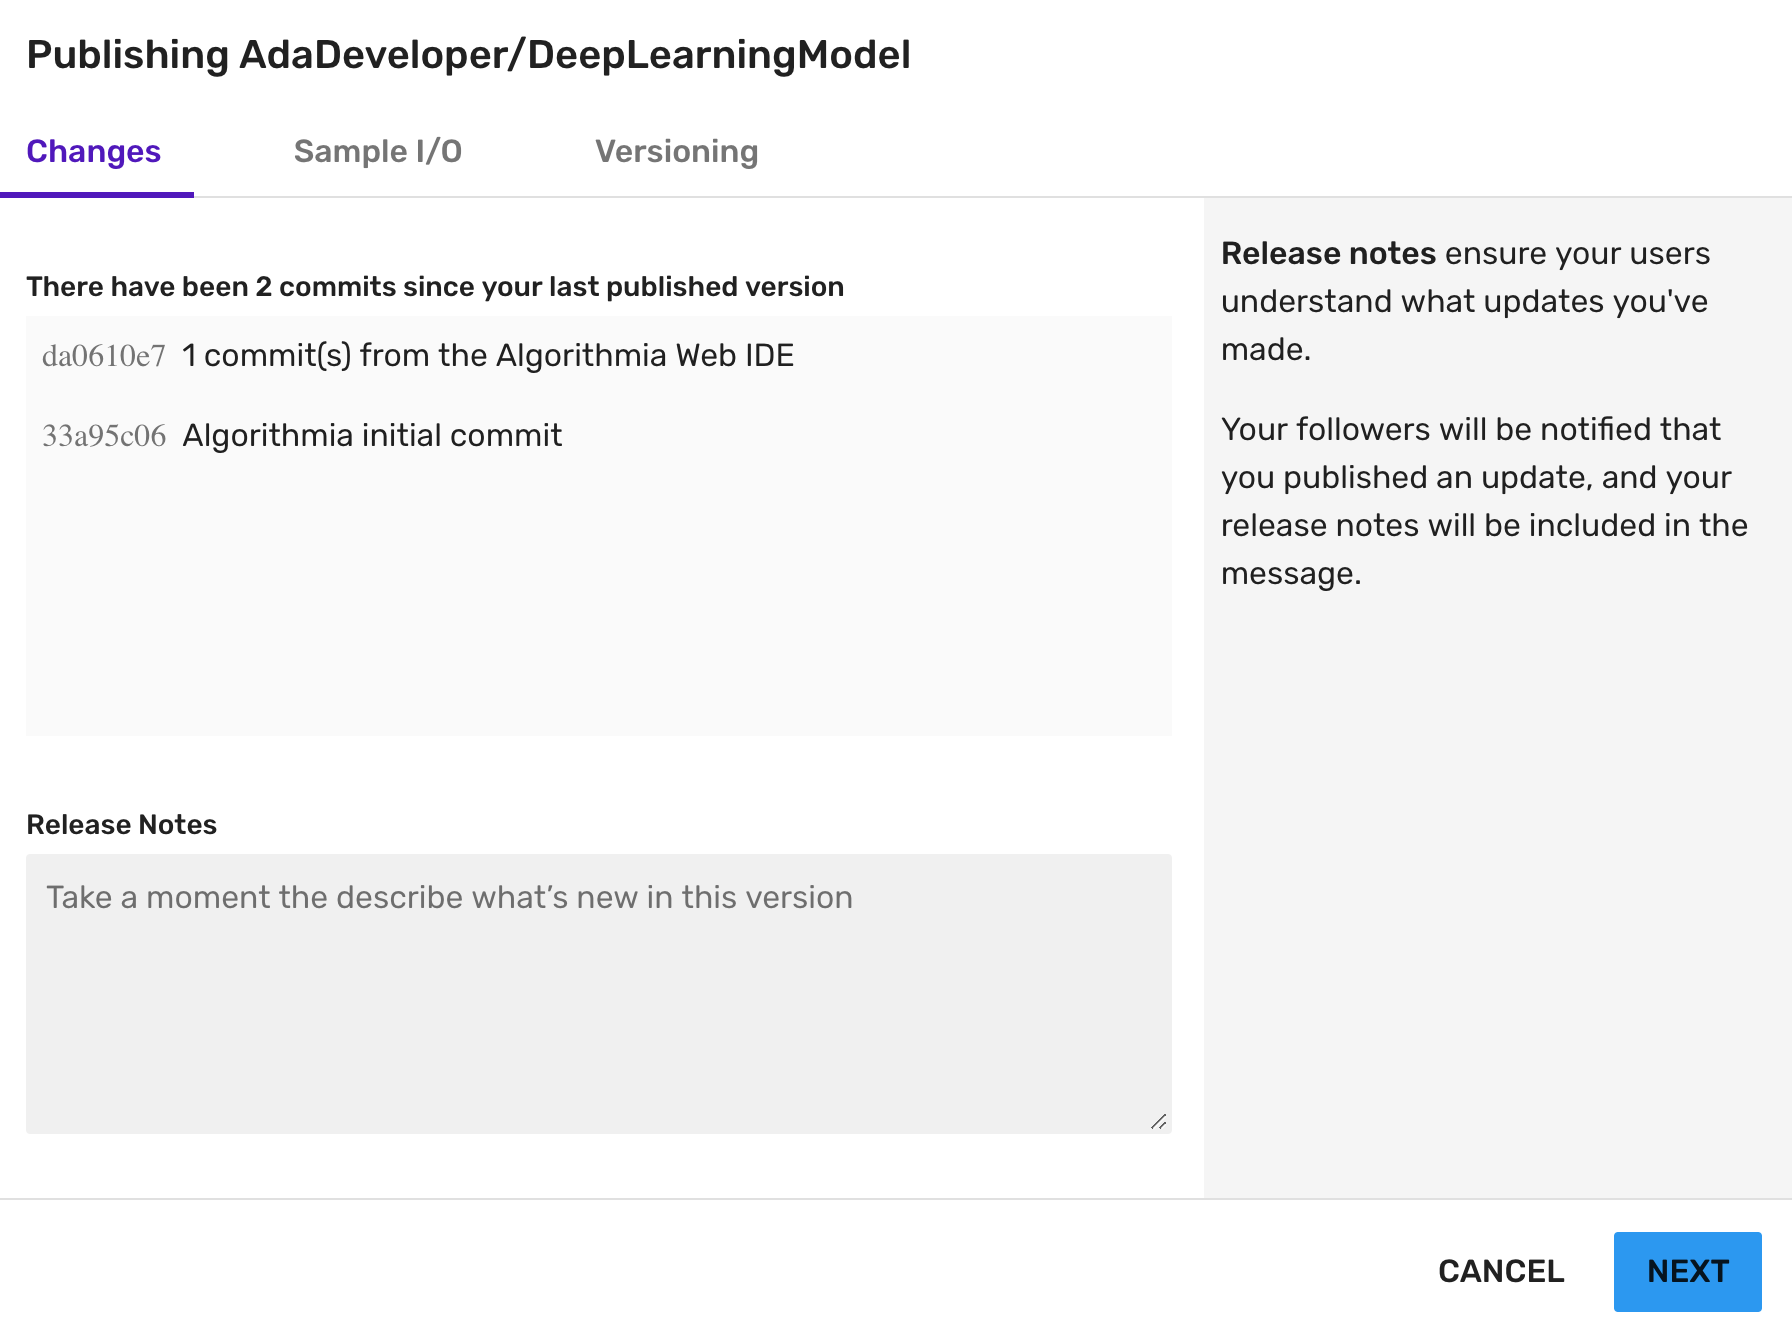 Publishing AdaDeveloper/DeepLearningModel
Changes
Sample I/O
Versioning
There have been 2 commits since your last published version
da0610e7 1 commit(s) from the Algorithmia Web IDE
33a95c06 Algorithmia initial commit
Release Notes
Take a moment the describe what’s new in this version
Release notes ensure your users
understand what updates you've
made.
Your followers will be notified that
you published an update, and your
release notes will be included in the
message.
CANCEL
NEXT